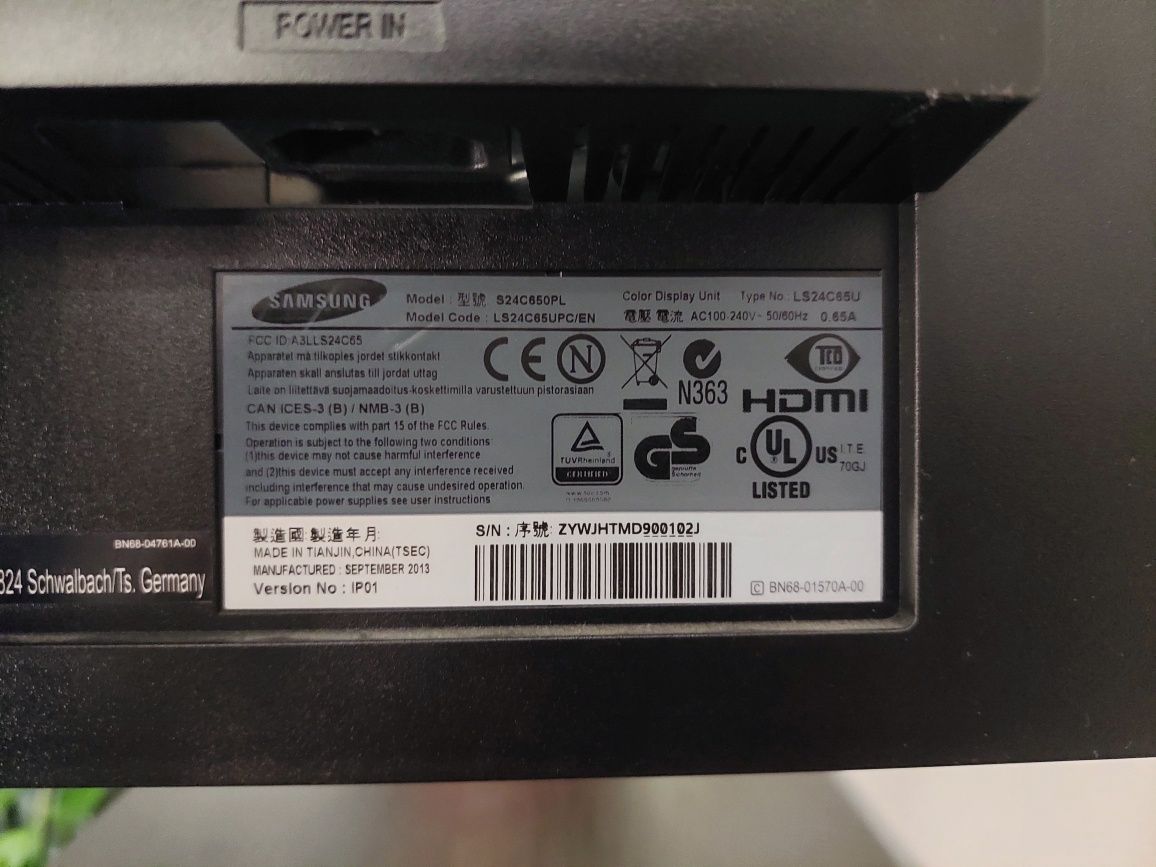 POWER IN
SAMSUNG
Model : 型號 S24C650PL
Model Code : LS24C65UPC/EN
Color Display Unit Type No.: LS24C65U
電壓 電流 AC100-240V~ 50/60Hz 0.65A
FCC ID:A3LLS24C65
Apparatet må tilkoples jordet stikkontakt
Apparaten skall anslutas till jordat uttag
Laite on liitettävä suojamaadoitus-koskettimilla varustettuun pistorasiaan
CAN ICES-3 (B) / NMB-3 (B)
This device complies with part 15 of the FCC Rules.
Operation is subject to the following two conditions:
(1)this device may not cause harmful interference
and (2)this device must accept any interference received
including interference that may cause undesired operation.
For applicable power supplies see user instructions
CE
N
N363
TCO
CERTIFIED
HDMI
TÜVRheinland
CERTIFIED
GS
geprüfte
Sicherheit
C UL US
LISTED
I.T.E.
70GJ
製造國 製造年月:
MADE IN TIANJIN,CHINA(TSEC)
MANUFACTURED : SEPTEMBER 2013
Version No : IP01
S/N : 序號: ZYWJHTMD900102J
C BN68-01570A-00
BN68-04761A-00
824 Schwalbach/Ts. Germany